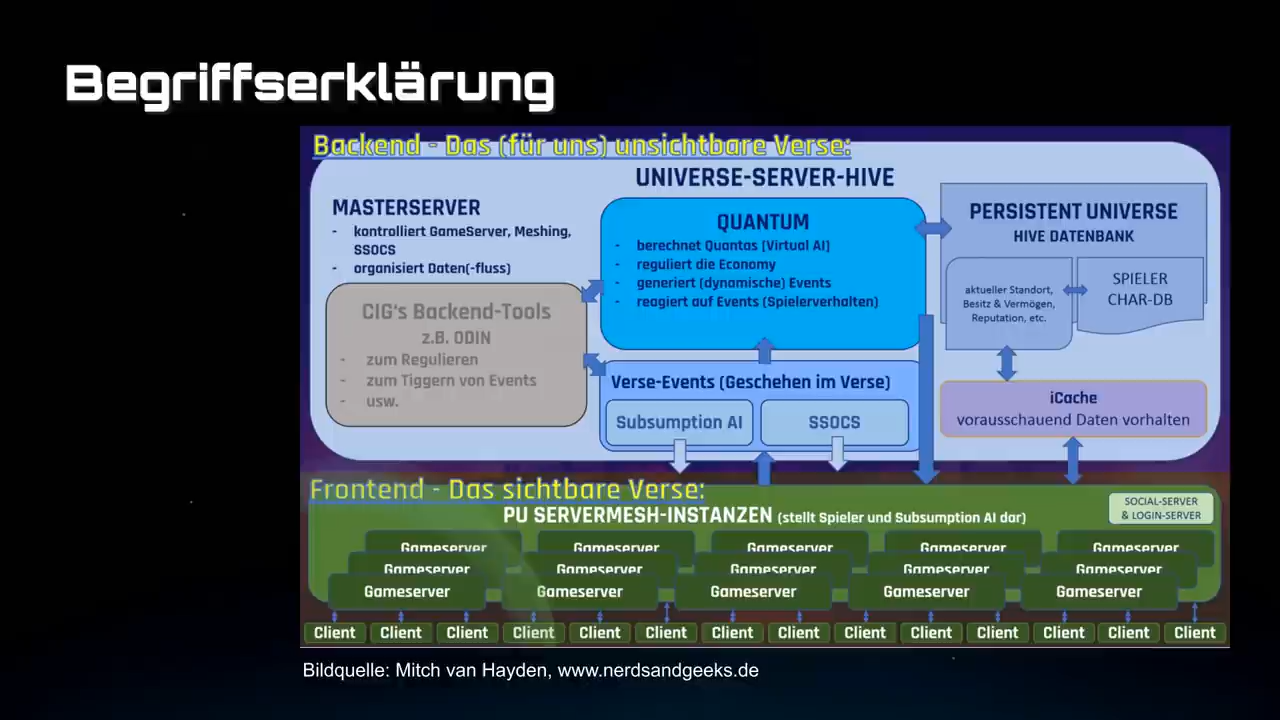 Begriffserklärung
Backend - Das (für uns) unsichtbare Verse:
UNIVERSE-SERVER-HIVE
MASTERSERVER
- kontrolliert GameServer, Meshing,
SSOCS
- organisiert Daten(-fluss)
CIG's Backend-Tools
z.B. ODIN
- zum Regulieren
- zum Tiggern von Events
- usw.
QUANTUM
- berechnet Quantas (Virtual AI)
- reguliert die Economy
- generiert (dynamische) Events
- reagiert auf Events (Spielerverhalten)
Verse-Events (Geschehen im Verse)
Subsumption AI
SSOCS
PERSISTENT UNIVERSE
HIVE DATENBANK
aktueller Standort,
Besitz & Vermögen,
Reputation, etc.
SPIELER
CHAR-DB
iCache
vorausschauend Daten vorhalten
Frontend - Das sichtbare Verse:
PU SERVERMESH-INSTANZEN (stellt Spieler und Subsumption AI dar)
SOCIAL-SERVER
& LOGIN-SERVER
Gameserver Gameserver Gameserver Gameserver Gameserver
Gameserver Gameserver Gameserver Gameserver Gameserver
Gameserver Gameserver Gameserver Gameserver Gameserver
Client Client Client Client Client Client Client Client Client Client Client Client Client Client
Bildquelle: Mitch van Hayden, www.nerdsandgeeks.de